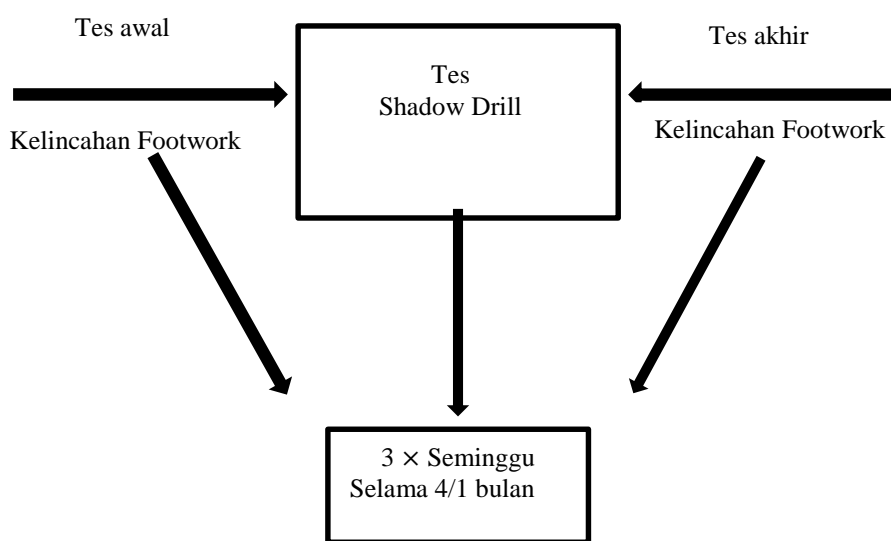 Tes awal
Tes akhir
Tes
Shadow Drill
Kelincahan Footwork
Kelincahan Footwork
3 × Seminggu
Selama 4/1 bulan